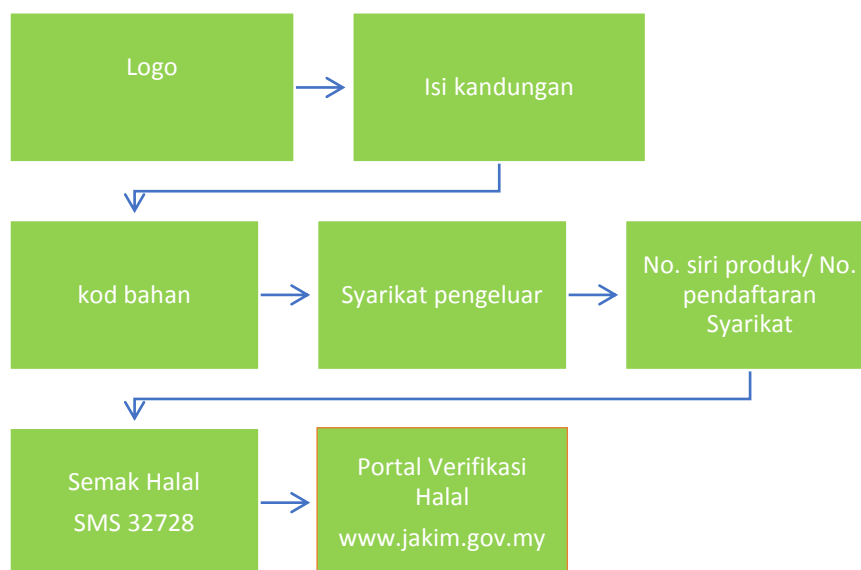 Logo
Isi kandungan
kod bahan
Syarikat pengeluar
No. siri produk/ No.
pendaftaran
Syarikat
Semak Halal
SMS 32728
Portal Verifikasi
Halal
www.jakim.gov.my